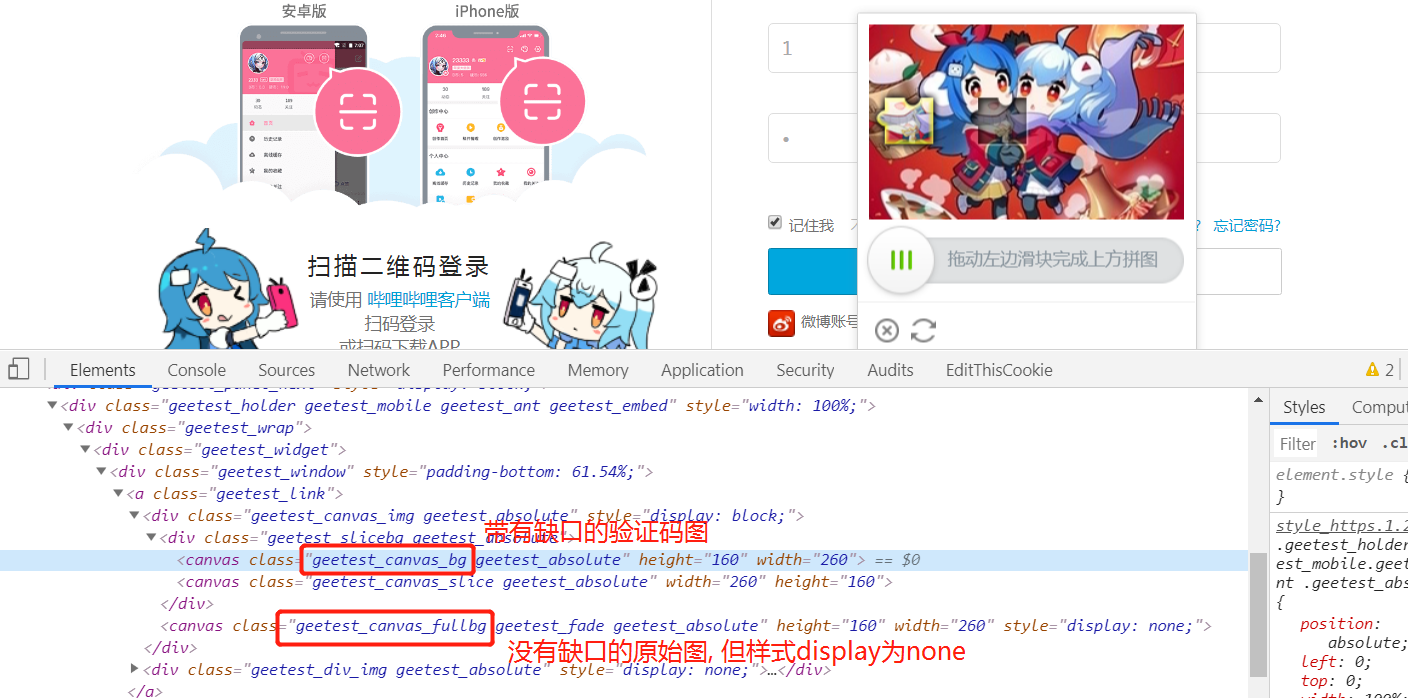 安卓版
iPhone版
扫描二维码登录
请使用 哔哩哔哩客户端
扫码登录
或扫码下载APP
1
记住我
忘记密码?
微博账号
拖动左边滑块完成上方拼图
Elements Console Sources Network Performance Memory Application Security Audits EditThisCookie 2
<div class="geetest_holder geetest_mobile geetest_ant geetest_embed" style="width: 100%;">
<div class="geetest_wrap">
<div class="geetest_widget">
<div class="geetest_window" style="padding-bottom: 61.54%;">
<a class="geetest_link">
<div class="geetest_canvas_img geetest_absolute" style="display: block;">
带有缺口的验证码图
<div class="geetest_slicebg geetest_absolute">
<canvas class="geetest_canvas_bg geetest_absolute" height="160" width="260"> == $0
<canvas class="geetest_canvas_slice geetest_absolute" width="260" height="160">
</div>
<canvas class="geetest_canvas_fullbg geetest_fade geetest_absolute" height="160" width="260" style="display: none;">
</div>
没有缺口的原始图, 但样式display为none
<div class="geetest_div_img geetest_absolute" style="display: none;">…</div>
</a>
Styles Comput
Filter :hov .cl
element.style {
}
style_https.1.2
.geetest_holder
est_mobile.geet
nt .geetest_abs
{
position:
absolute;
left: 0;
top: 0;